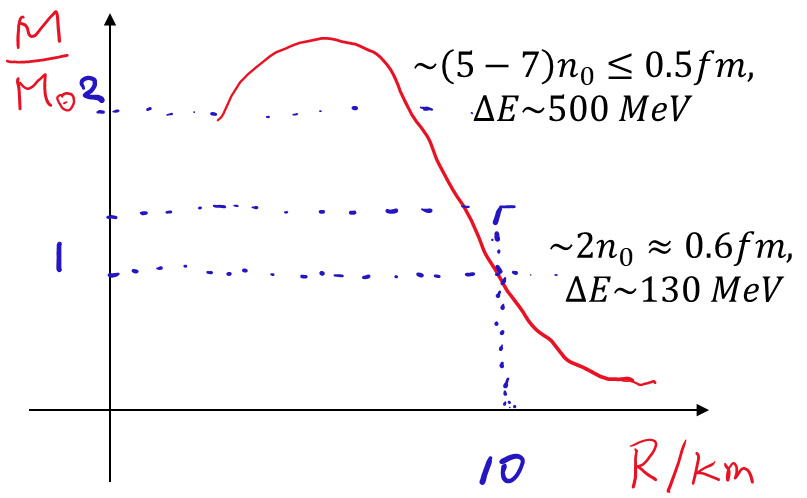 M/M⊙
2
~(5 − 7)n₀ ≤ 0.5fm,
ΔE~500 MeV
1
~2n₀ ≈ 0.6fm,
ΔE~130 MeV
10
R/km